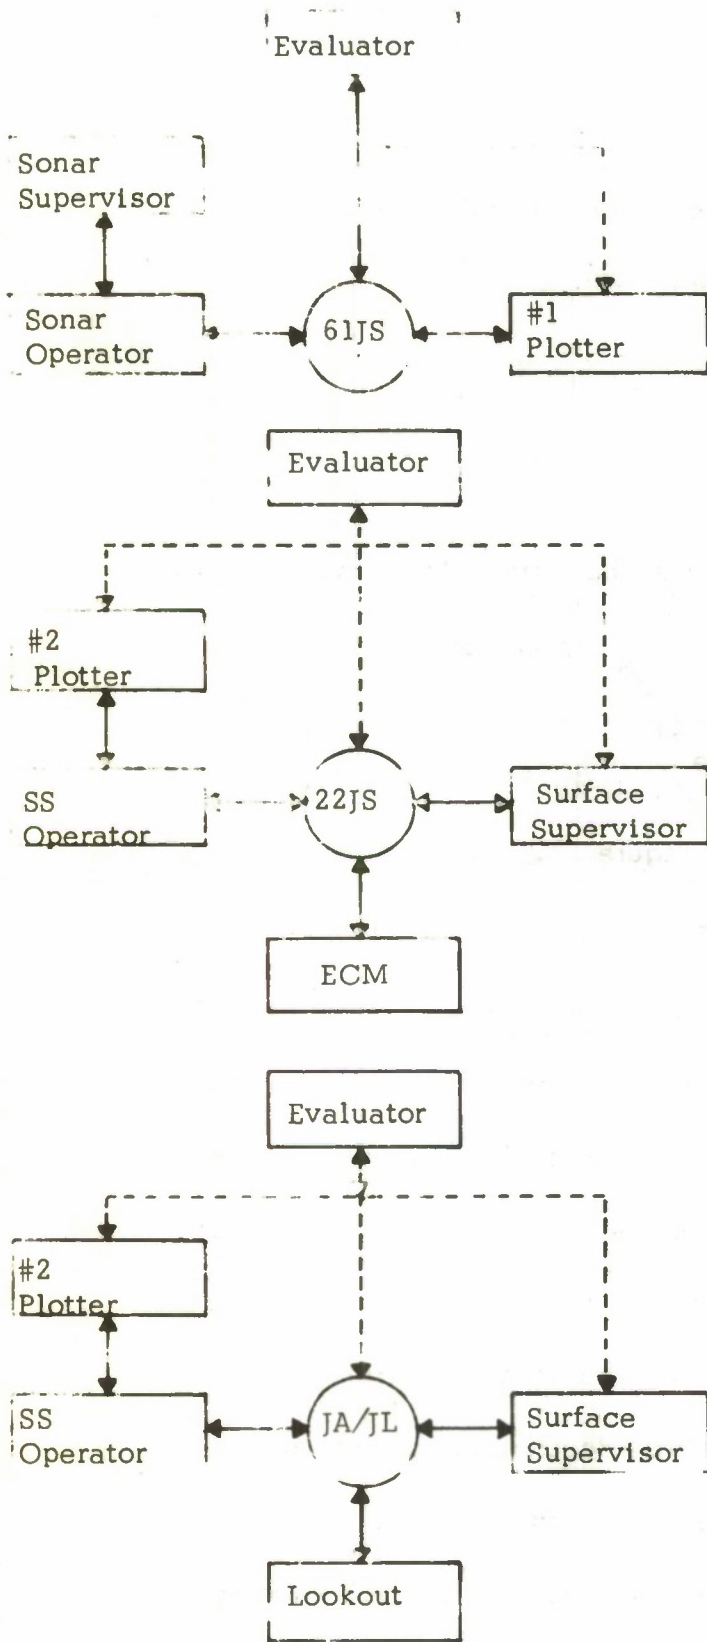 Evaluator
Sonar
Supervisor
Sonar
Operator
61JS
#1
Plotter
Evaluator
#2
Plotter
SS
Operator
22JS
Surface
Supervisor
ECM
Evaluator
#2
Plotter
SS
Operator
JA/JL
Surface
Supervisor
Lookout